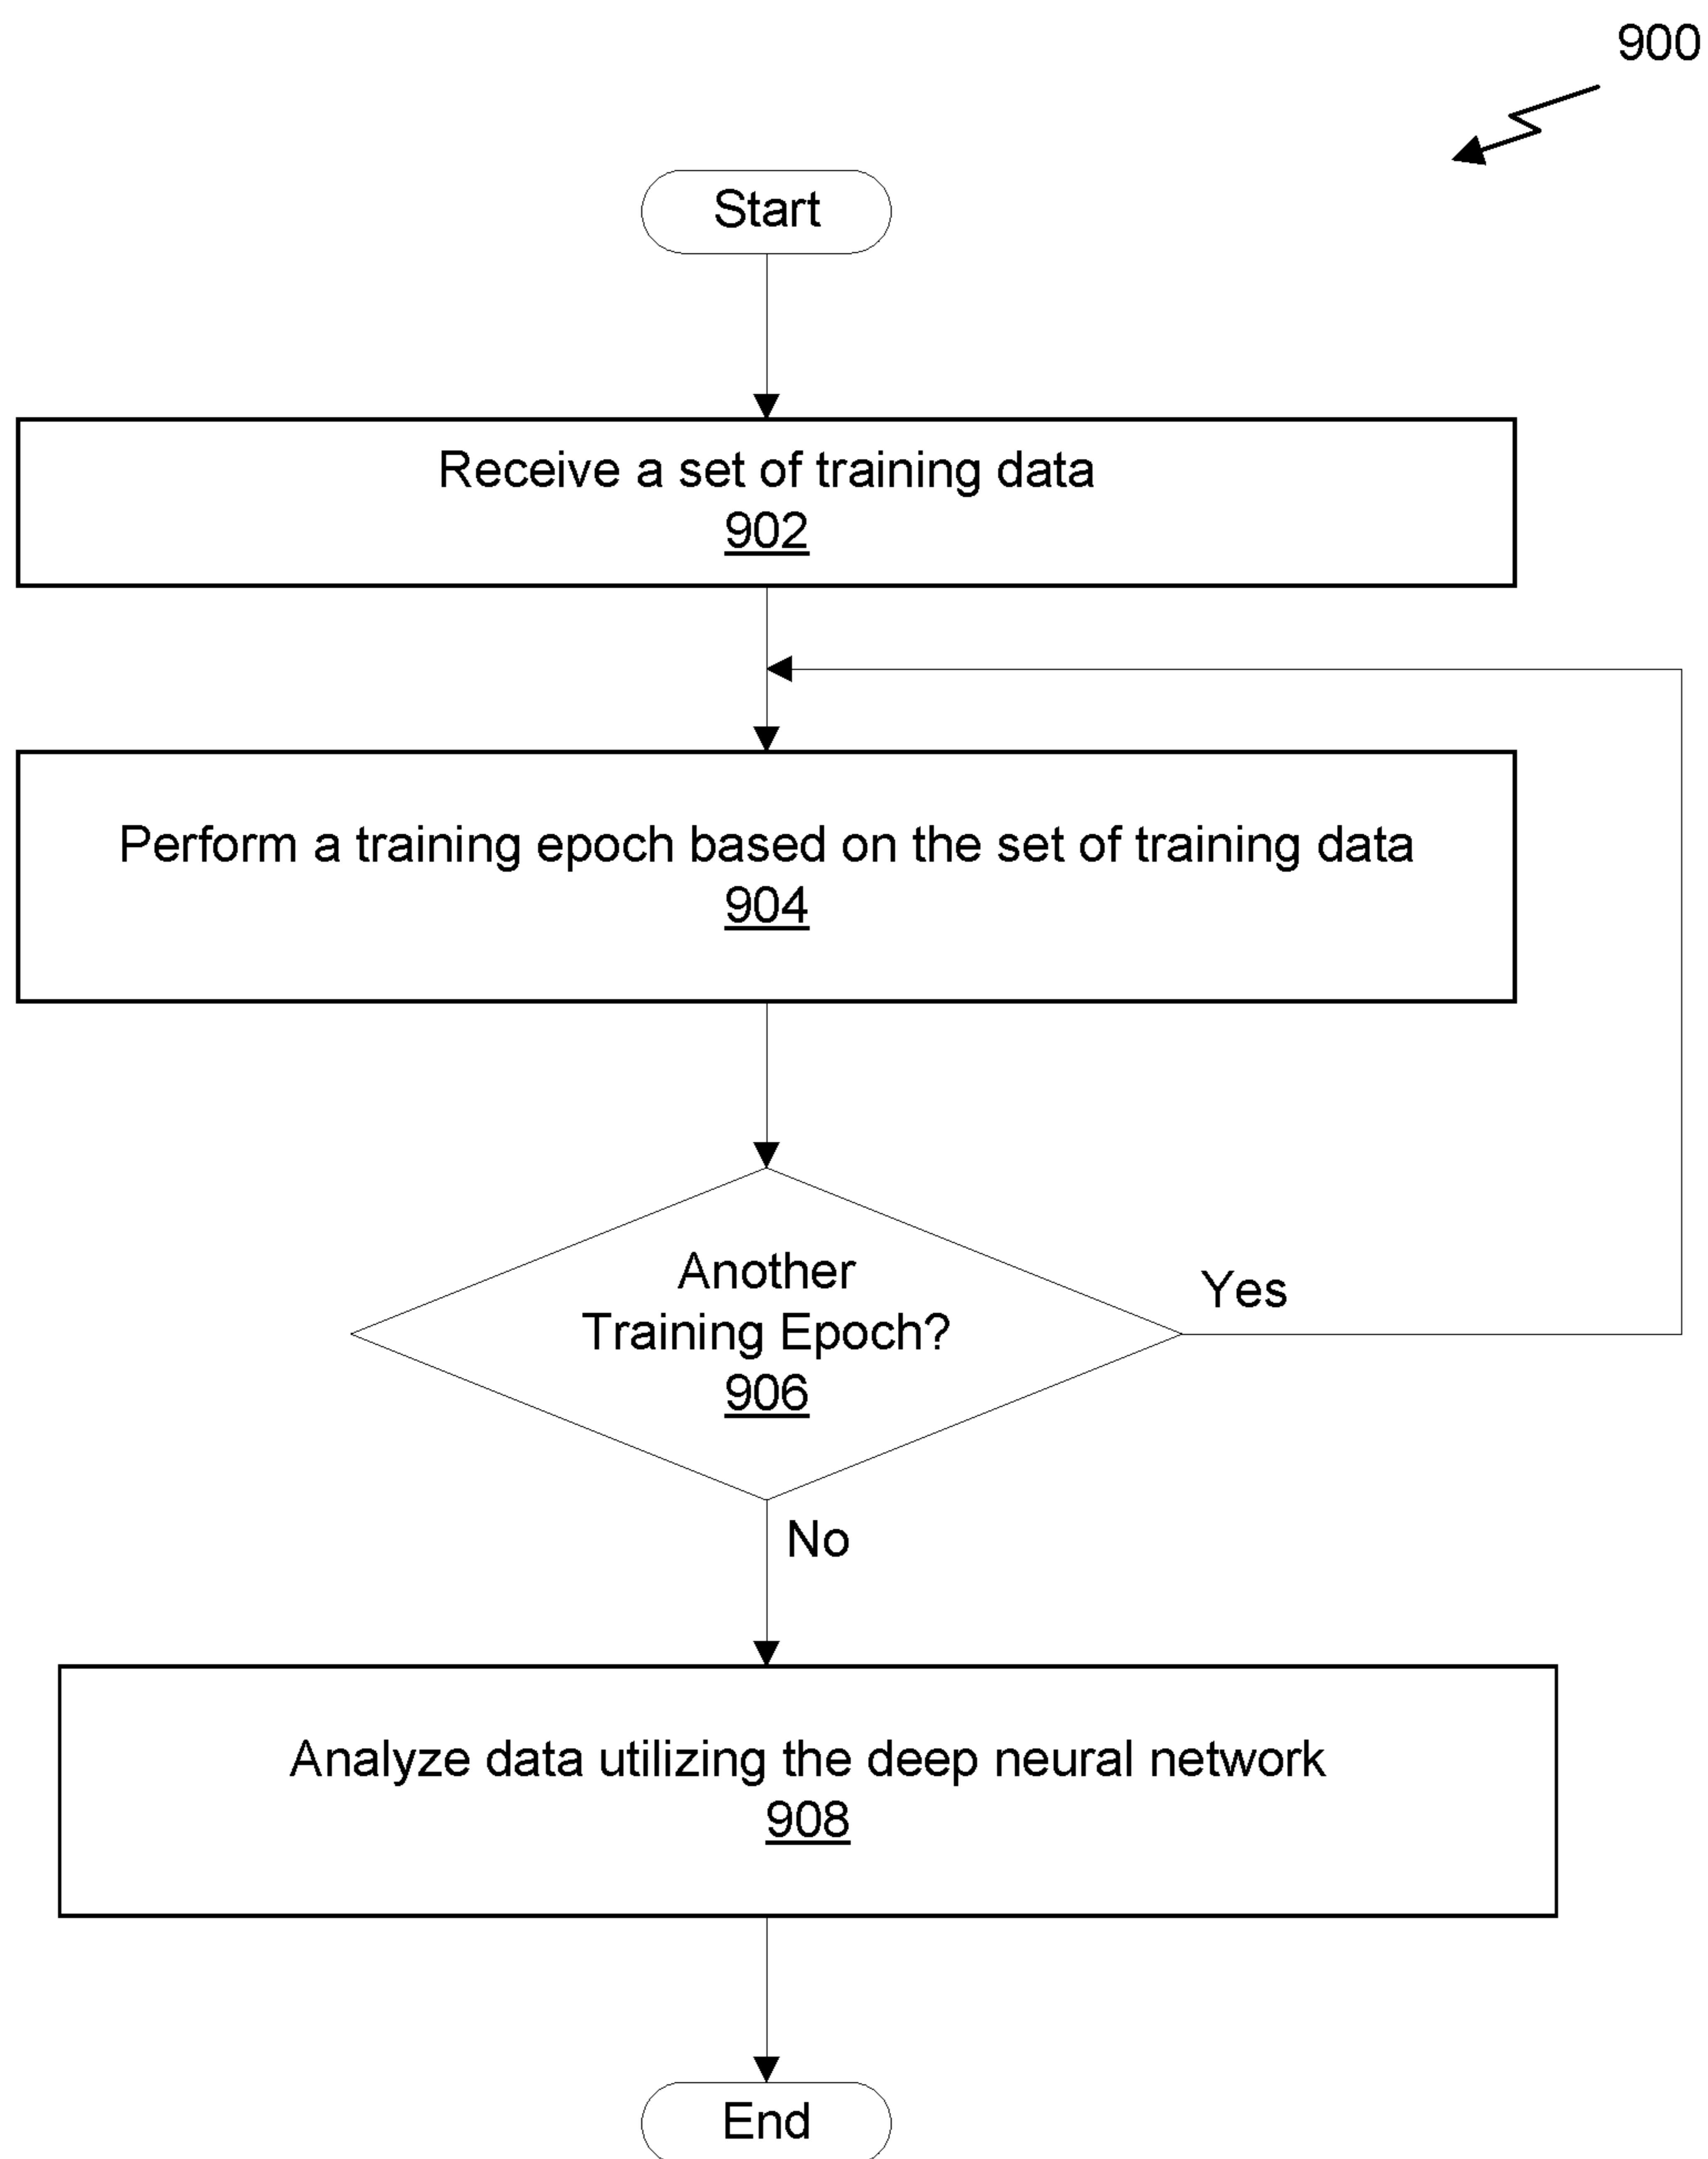 900
Start
Receive a set of training data
902
Perform a training epoch based on the set of training data
904
Another
Training Epoch?
906
Yes
No
Analyze data utilizing the deep neural network
908
End